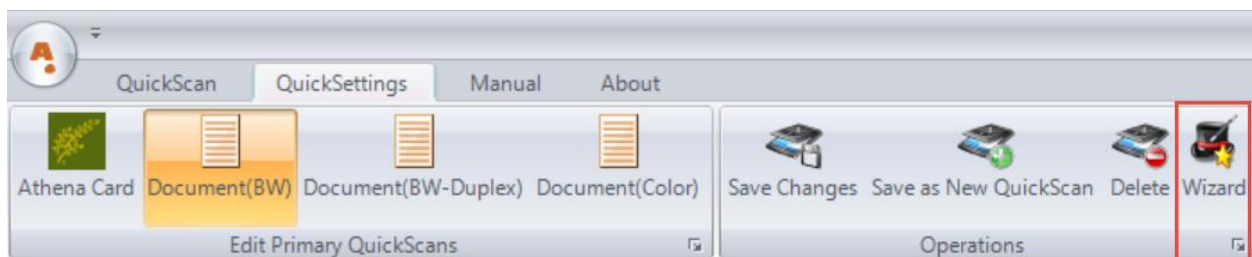 A
QuickScan QuickSettings Manual About
Athena Card Document(BW) Document(BW-Duplex) Document(Color) Save Changes Save as New QuickScan Delete Wizard
Edit Primary QuickScans Operations